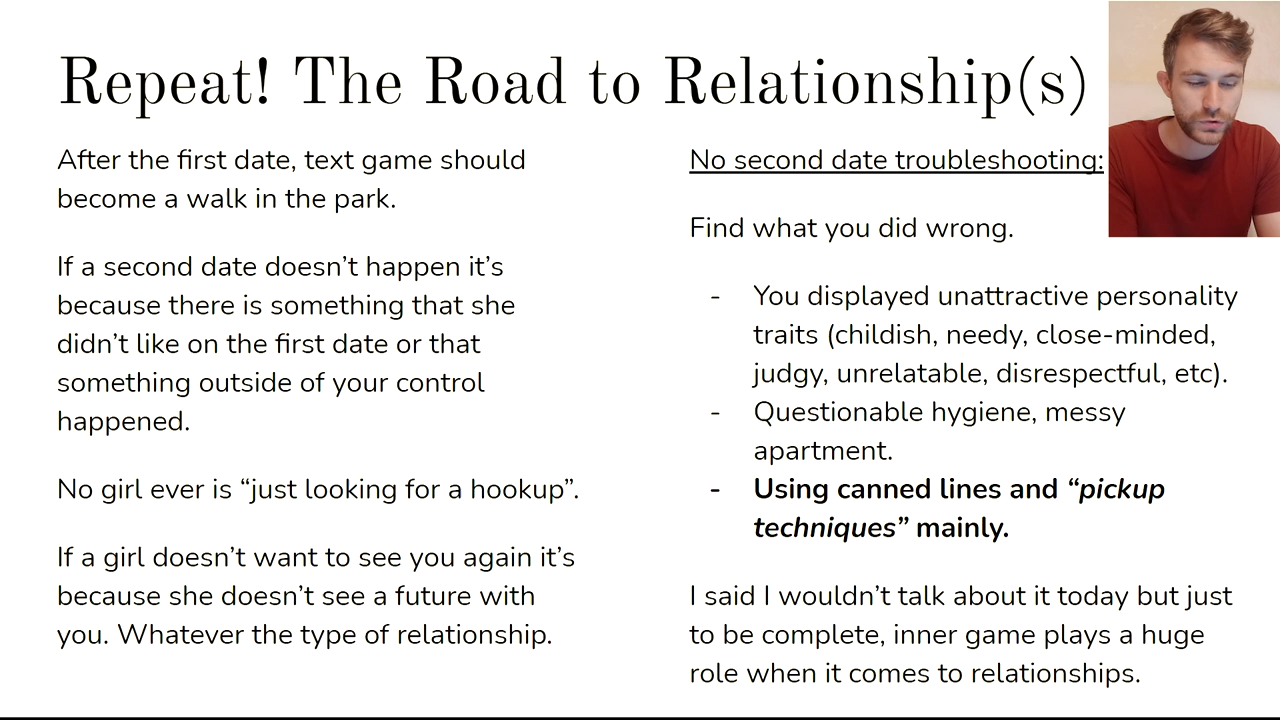 Repeat! The Road to Relationship(s)
After the first date, text game should
become a walk in the park.
If a second date doesn’t happen it’s
because there is something that she
didn’t like on the first date or that
something outside of your control
happened.
No girl ever is “just looking for a hookup”.
If a girl doesn’t want to see you again it’s
because she doesn’t see a future with
you. Whatever the type of relationship.
No second date troubleshooting:
Find what you did wrong.
- You displayed unattractive personality
traits (childish, needy, close-minded,
judgy, unrelatable, disrespectful, etc).
- Questionable hygiene, messy
apartment.
- Using canned lines and “pickup
techniques” mainly.
I said I wouldn’t talk about it today but just
to be complete, inner game plays a huge
role when it comes to relationships.